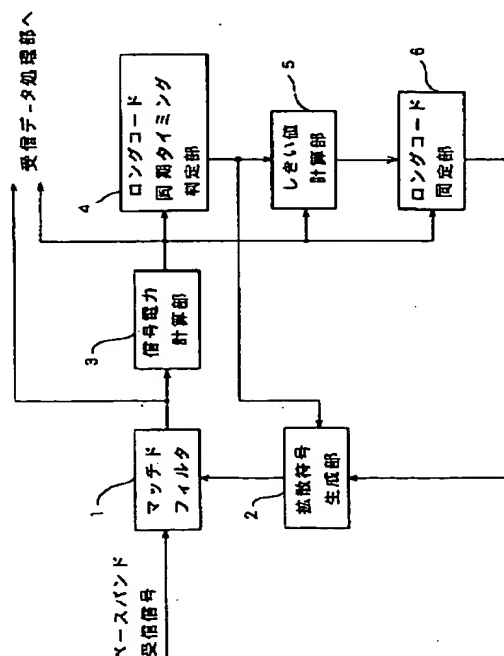 ベースバンド
受信信号
1
マッチド
フィルタ
2
拡散符号
生成部
3
信号電力
計算部
4
ロングコード
同期タイミング
判定部
5
しきい値
計算部
6
ロングコード
同定部
受信データ処理部へ